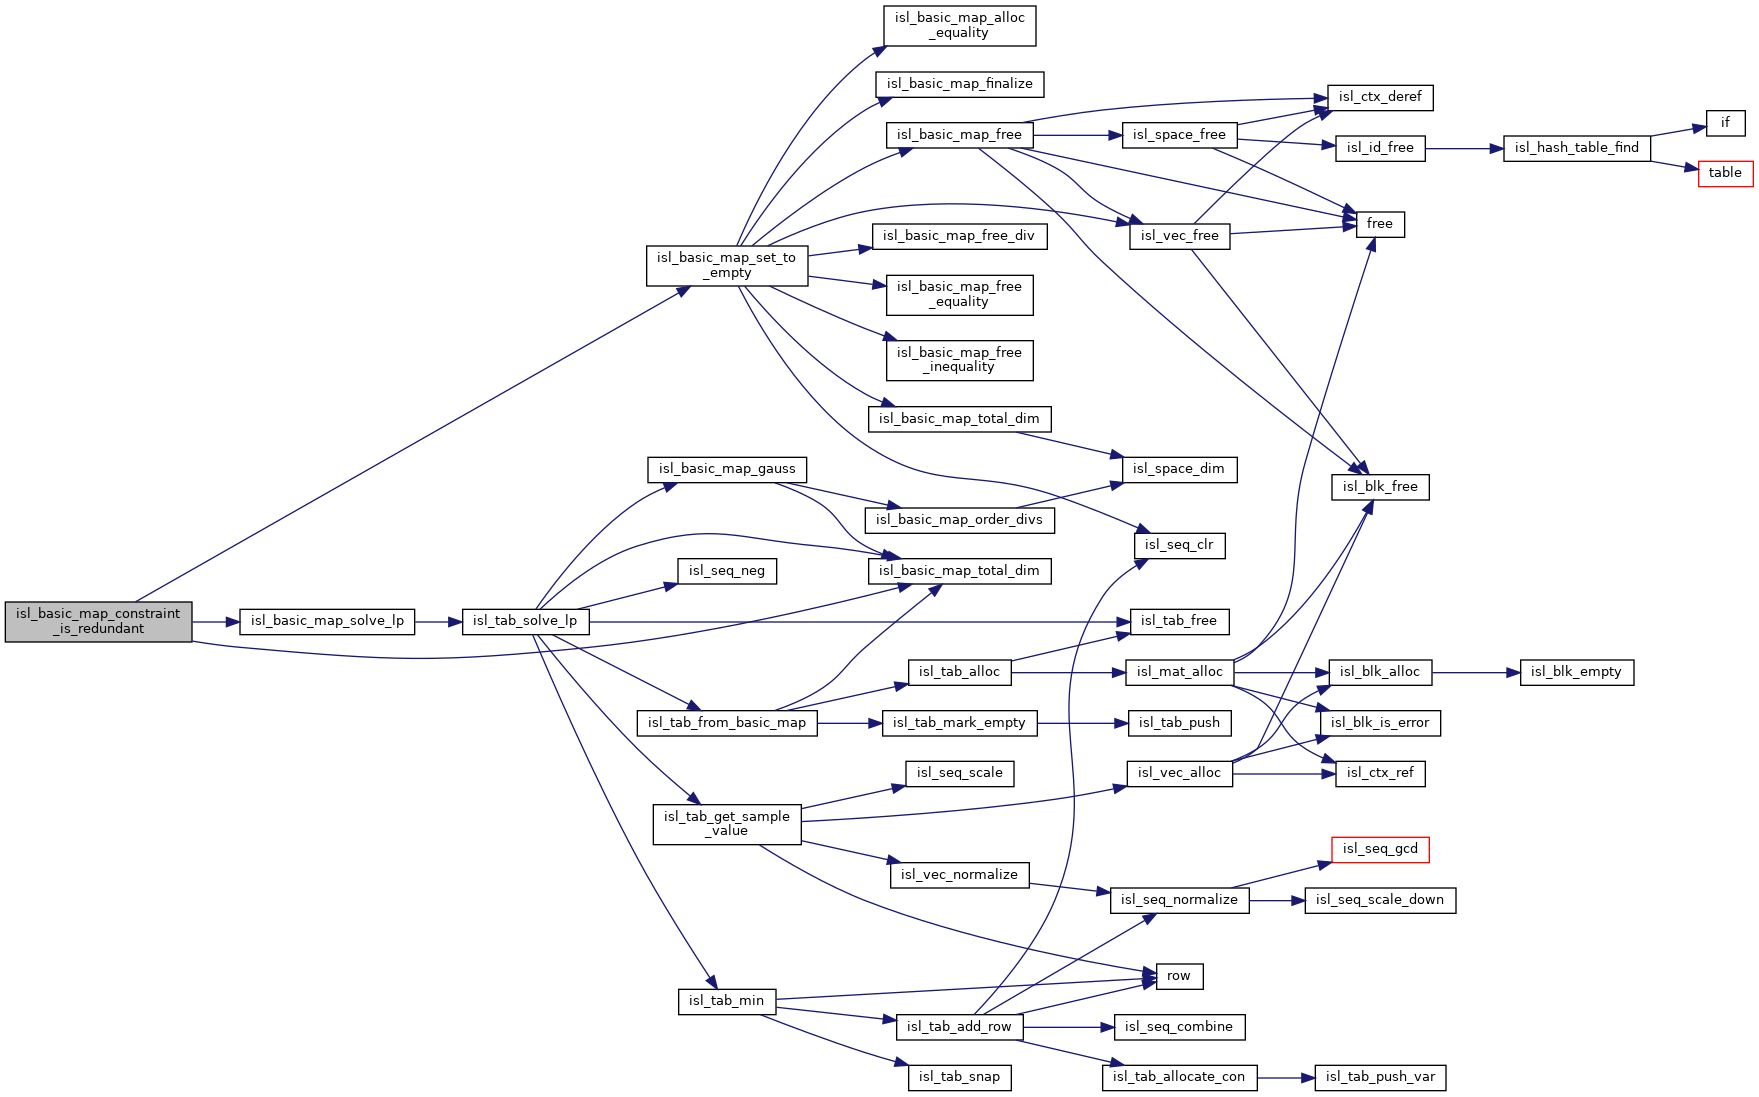 isl_basic_map_alloc
_equality
isl_basic_map_finalize
isl_ctx_deref
if
isl_basic_map_free
isl_space_free
isl_id_free
isl_hash_table_find
table
free
isl_basic_map_free_div
isl_vec_free
isl_basic_map_set_to
_empty
isl_basic_map_free
_equality
isl_basic_map_free
_inequality
isl_basic_map_total_dim
isl_basic_map_gauss
isl_space_dim
isl_blk_free
isl_basic_map_order_divs
isl_seq_clr
isl_seq_neg
isl_basic_map_total_dim
isl_basic_map_constraint
_is_redundant
isl_basic_map_solve_lp
isl_tab_solve_lp
isl_tab_free
isl_tab_alloc
isl_mat_alloc
isl_blk_alloc
isl_blk_empty
isl_tab_from_basic_map
isl_tab_mark_empty
isl_tab_push
isl_blk_is_error
isl_seq_scale
isl_vec_alloc
isl_ctx_ref
isl_tab_get_sample
_value
isl_seq_gcd
isl_vec_normalize
isl_seq_normalize
isl_seq_scale_down
row
isl_tab_min
isl_tab_add_row
isl_seq_combine
isl_tab_snap
isl_tab_allocate_con
isl_tab_push_var